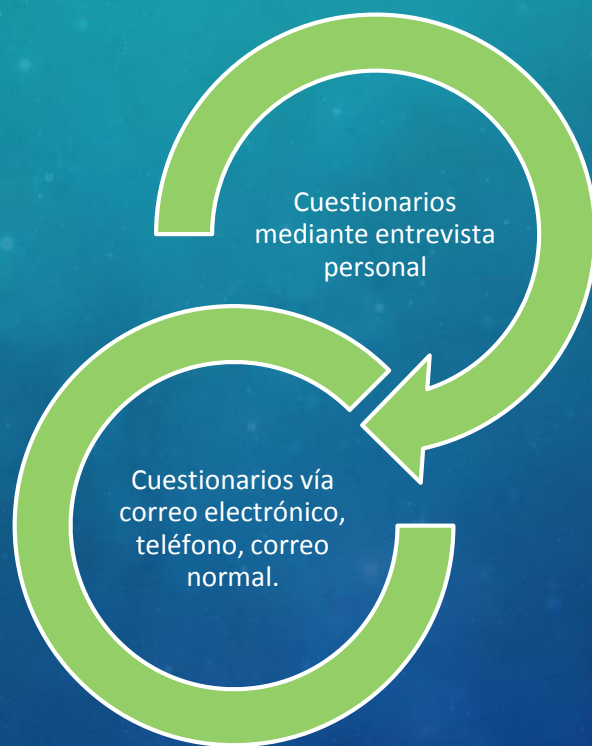 Cuestionarios
mediante entrevista
personal
Cuestionarios vía
correo electrónico,
teléfono, correo
normal.